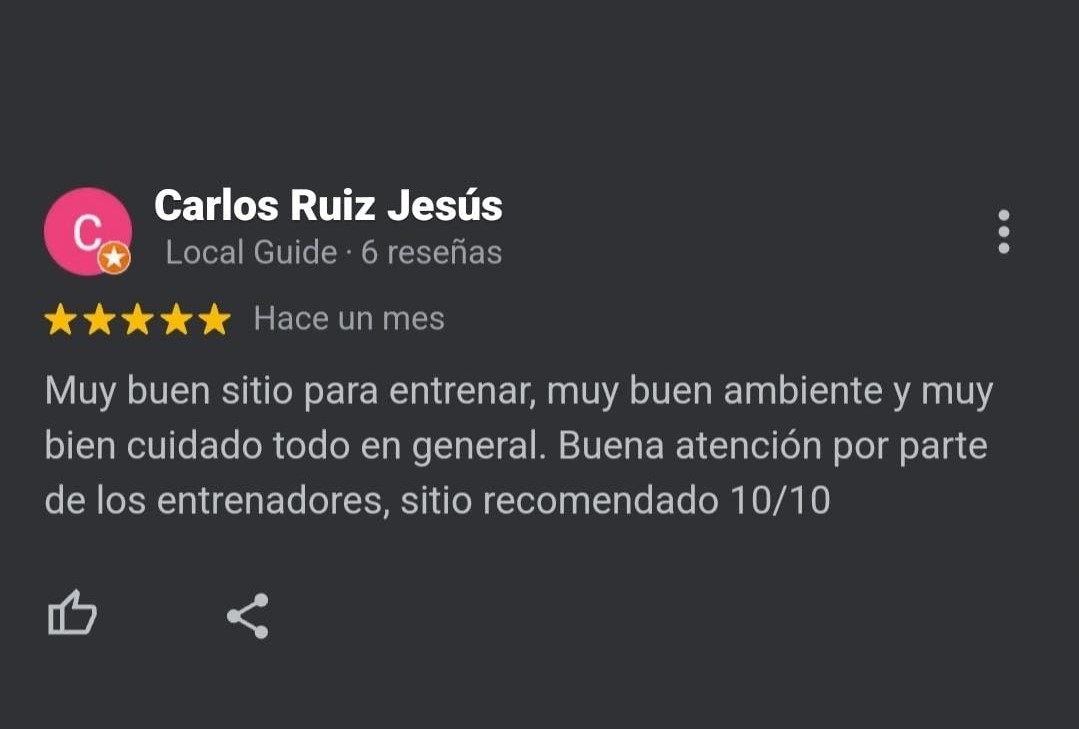 C
Carlos Ruiz Jesús
Local Guide · 6 reseñas
Hace un mes
Muy buen sitio para entrenar, muy buen ambiente y muy
bien cuidado todo en general. Buena atención por parte
de los entrenadores, sitio recomendado 10/10